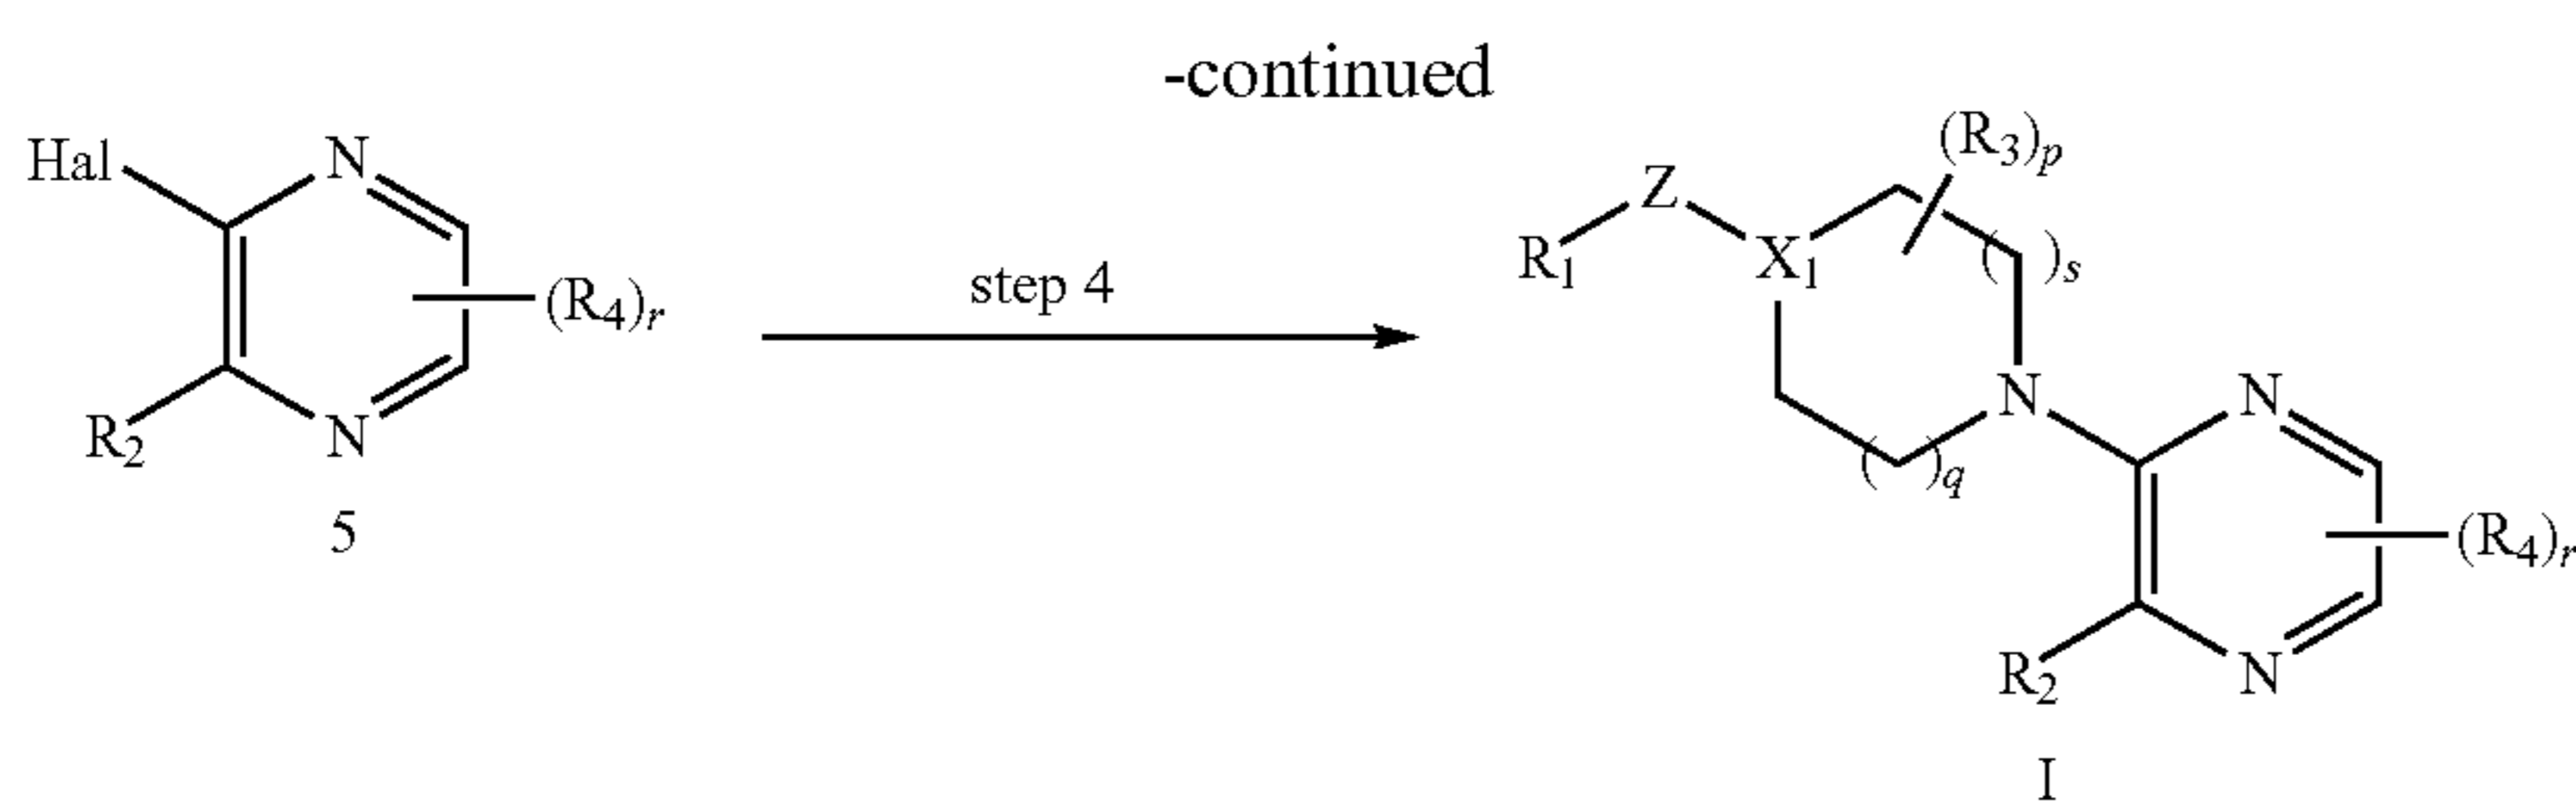 -continued
Hal
N
(R4)r
R2
N
5
step 4
(R3)p
Z
R1
X1
( )s
N
( )q
N
(R4)r
R2
N
I